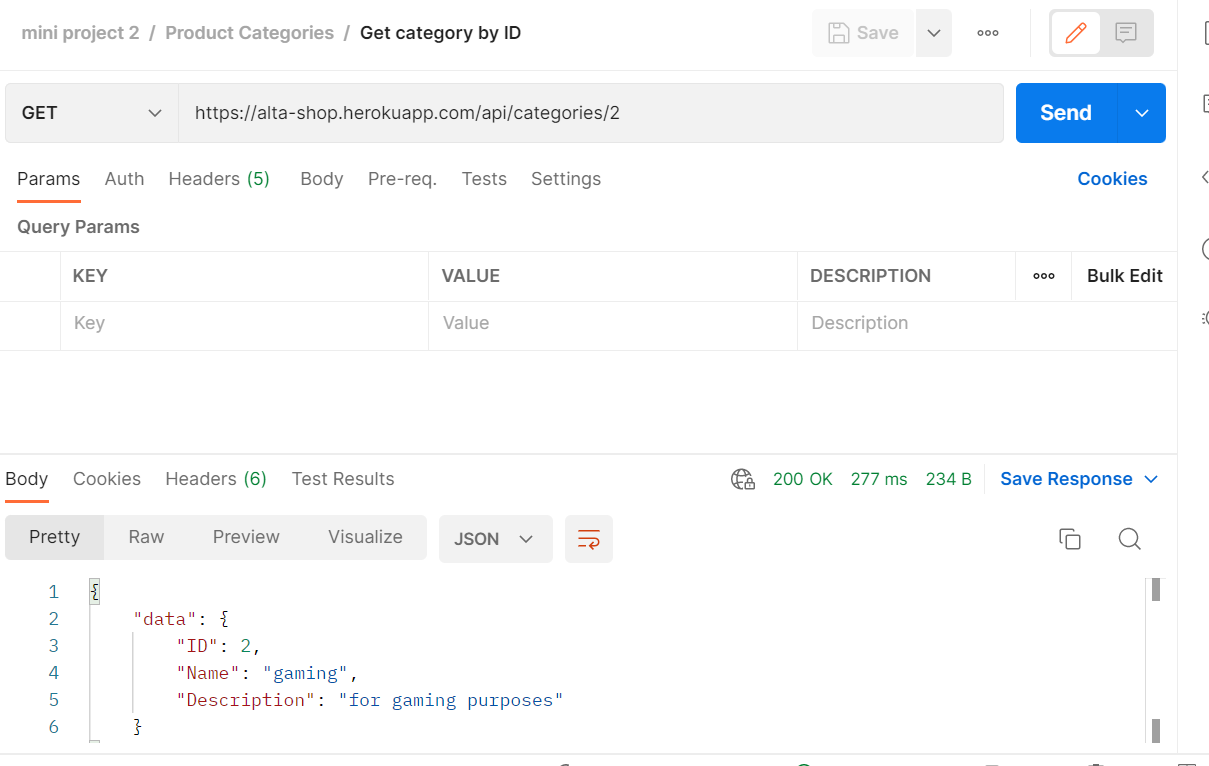 mini project 2 / Product Categories / Get category by ID
Save
GET
https://alta-shop.herokuapp.com/api/categories/2
Send
Params Auth Headers (5) Body Pre-req. Tests Settings Cookies
Query Params
KEY VALUE DESCRIPTION Bulk Edit
Key Value Description
Body Cookies Headers (6) Test Results 200 OK 277 ms 234 B Save Response
Pretty Raw Preview Visualize JSON
1 {
2 "data": {
3 "ID": 2,
4 "Name": "gaming",
5 "Description": "for gaming purposes"
6 }